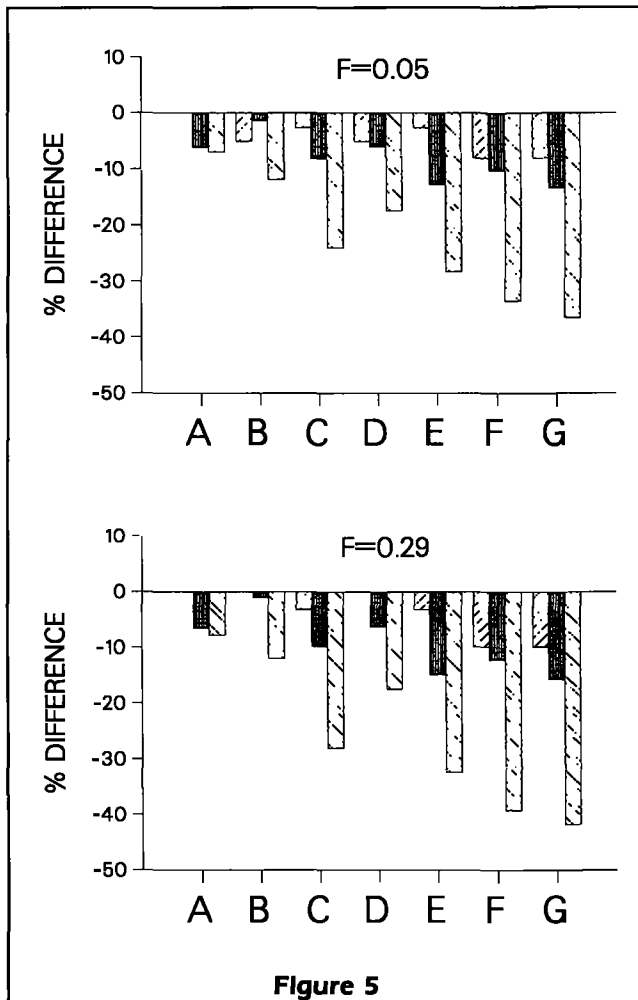 F=0.05
% DIFFERENCE
10
0
-10
-20
-30
-40
-50
A B C D E F G
F=0.29
% DIFFERENCE
10
0
-10
-20
-30
-40
-50
A B C D E F G
Figure 5